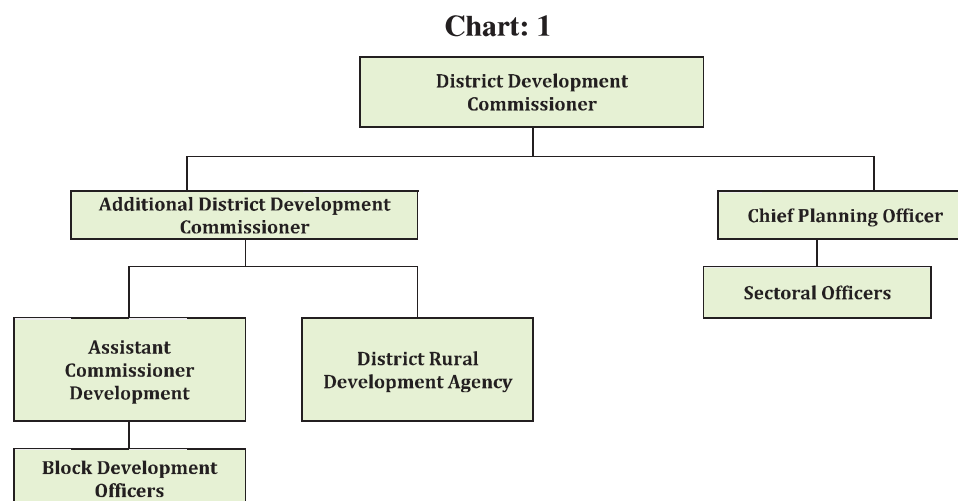 Chart: 1
District Development
Commissioner
Additional District Development
Commissioner
Chief Planning Officer
Sectoral Officers
Assistant
Commissioner
Development
District Rural
Development Agency
Block Development
Officers